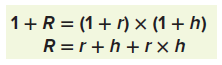 1 + R = (1 + r) × (1 + h)
R = r + h + r × h